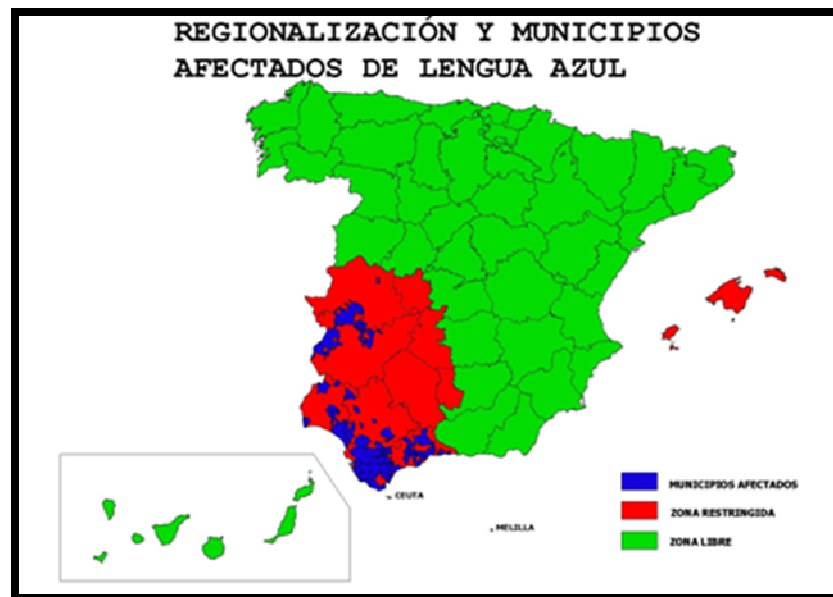 REGIONALIZACIÓN Y MUNICIPIOS
AFECTADOS DE LENGUA AZUL
CEUTA
MELILLA
MUNICIPIOS AFECTADOS
ZONA RESTRINGIDA
ZONA LIBRE